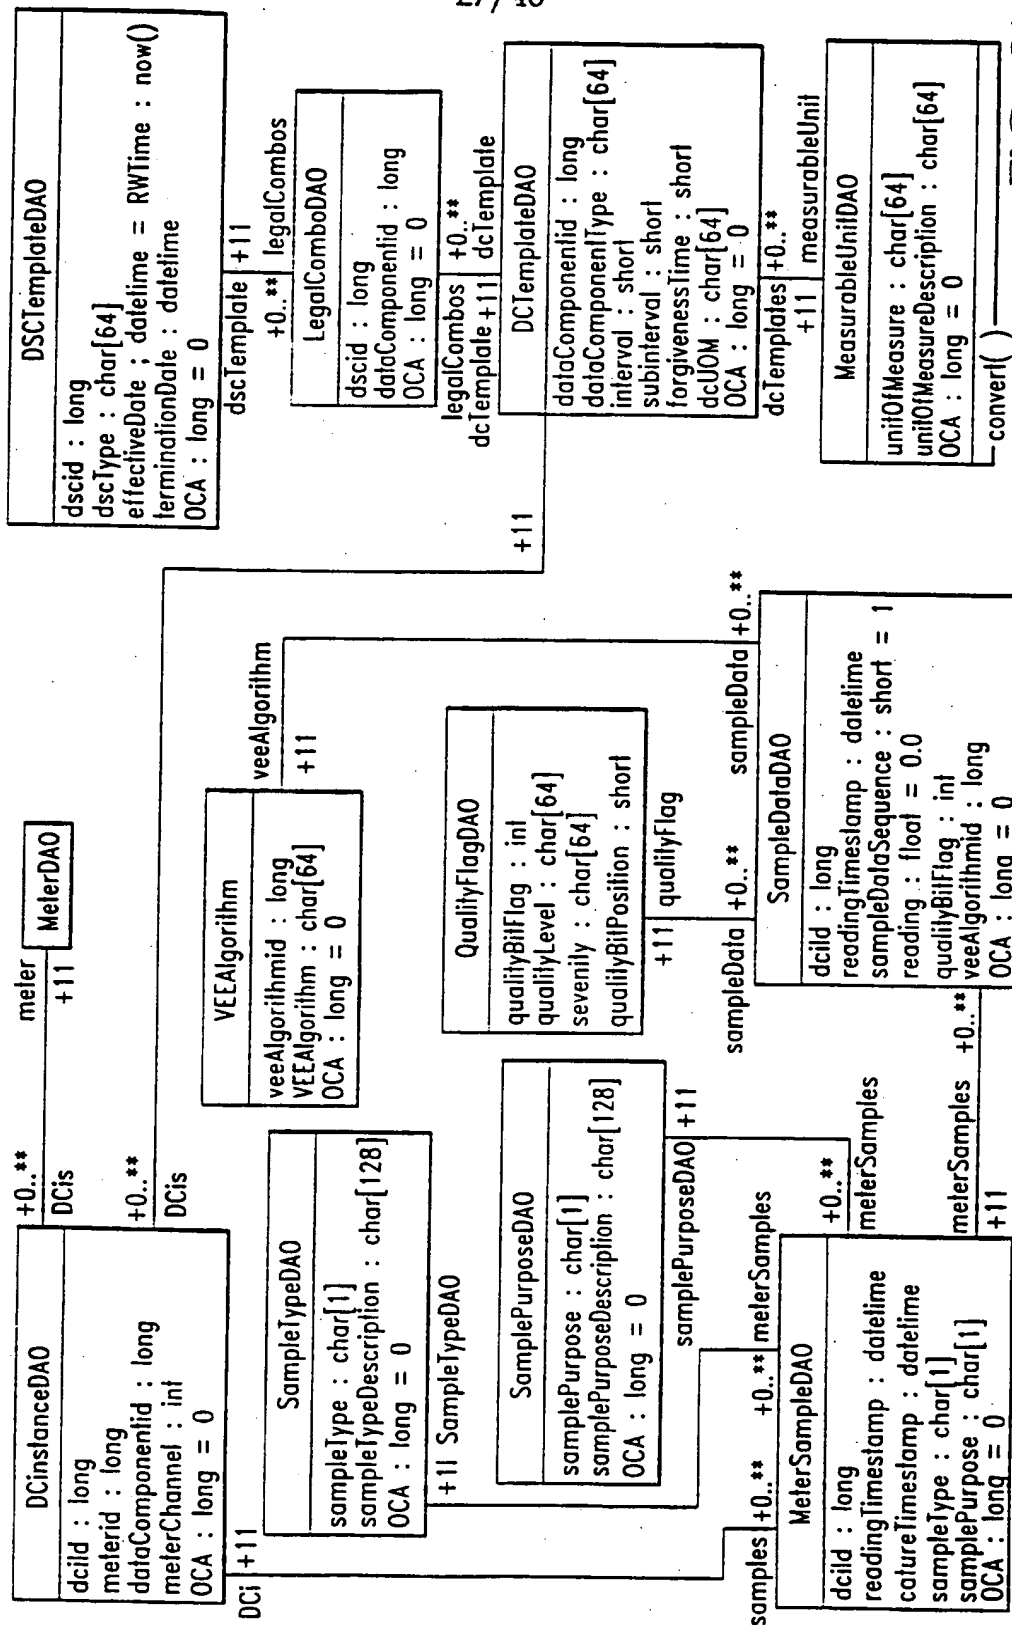 27/40
DCinstanceDAO
dciId : long
meterid : long
dataComponentid : long
meterChannel : int
OCA : long = 0
+0..**
DCis
meter
+11
MeterDAO
+0..**
DCis
+11
DCi
+11
SampleTypeDAO
sampleType : char[1]
sampleTypeDescription : char[128]
OCA : long = 0
+11 SampleTypeDAO
VEEAlgorithm
veeAlgorithmid : long
VEEAlgorithm : char[64]
OCA : long = 0
veeAlgorithm
+11
DSCTemplateDAO
dscid : long
dscType : char[64]
effectiveDate ; datetime = RWTime : now()
terminationDate : datetime
OCA : long = 0
dscTemplate
+11
+0..**
legalCombos
LegalComboDAO
dscid : long
dataComponentid : long
OCA : long = 0
legalCombos
+0..**
dcTemplate +11
dcTemplate
SamplePurposeDAO
samplePurpose : char[1]
samplePurposeDescription : char[128]
OCA : long = 0
samplePurposeDAO
+11
QualityFlagDAO
qualityBitFlag : int
qualityLevel : char[64]
sevenity : char[64]
qualityBitPosition : short
+11
qualityFlag
DCTemplateDAO
dataComponentid : long
dataComponentType : char[64]
interval : short
subinterval : short
forgivenessTime : short
dcUOM : char[64]
OCA : long = 0
dcTemplates
+0..**
+11
measurableUnit
samples
+0..**
+0..**
meterSamples
+0..**
meterSamples
MeterSampleDAO
dciId : long
readingTimestamp : datetime
catureTimestamp : datetime
sampleType : char[1]
samplePurpose : char[1]
OCA : long = 0
meterSamples
+0..**
+11
sampleData
+0..**
sampleData
+0..**
SampleDataDAO
dciId : long
readingTimestamp : datetime
sampleDataSequence : short = 1
reading : float = 0.0
qualityBitFlag : int
veeAlgorithmid : long
OCA : long = 0
MeasurableUnitDAO
unitOfMeasure : char[64]
unitOfMeasureDescription : char[64]
OCA : long = 0
convert( )